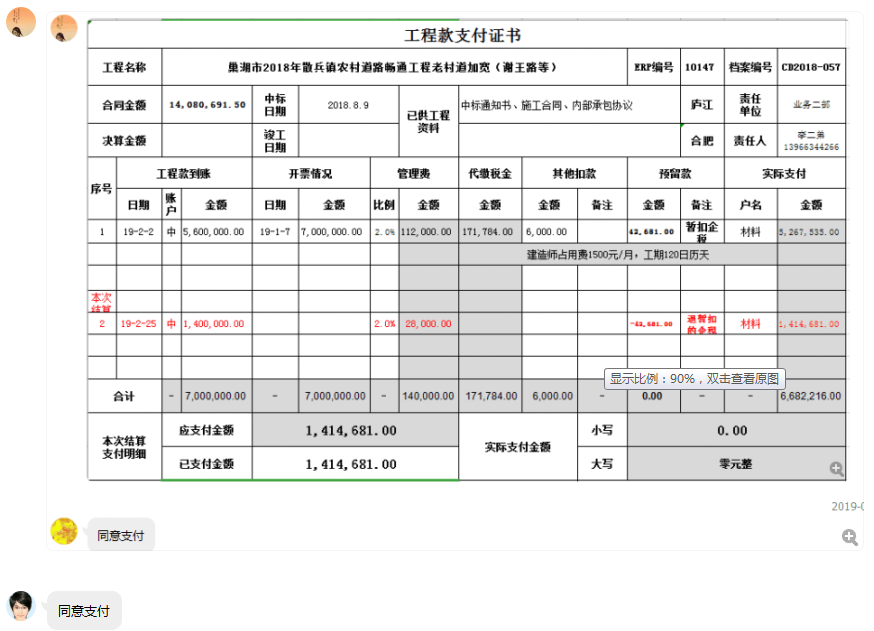 工程款支付证书
工程名称 巢湖市2018年散兵镇农村道路畅通工程老村道加宽（谢王路等） ERP编号 10147 档案编号 CD2018-057
合同金额 14,080,691.50 中标日期 2018.8.9 已供工程资料 中标通知书、施工合同、内部承包协议 庐江 责任单位 业务二部
决算金额 竣工日期 合肥 责任人 李二弟 13966344266
序号 工程款到账 开票情况 管理费 代缴税金 其他扣款 预留款 实际支付
日期 账户 金额 日期 金额 比例 金额 金额 金额 备注 金额 备注 户名 金额
1 19-2-2 中 5,600,000.00 19-1-7 7,000,000.00 2.0% 112,000.00 171,784.00 6,000.00 42,681.00 暂扣企税 材料 5,267,535.00
建造师占用费1500元/月，工期120日历天
本次结算
2 19-2-25 中 1,400,000.00 2.0% 28,000.00 -42,681.00 退暂扣的企税 材料 1,414,681.00
合计 - 7,000,000.00 - 7,000,000.00 - 140,000.00 171,784.00 6,000.00 - 0.00 - - 6,682,216.00
显示比例：90%，双击查看原图
本次结算支付明细 应支付金额 1,414,681.00 实际支付金额 小写 0.00
已支付金额 1,414,681.00 大写 零元整
2019-0
同意支付
同意支付